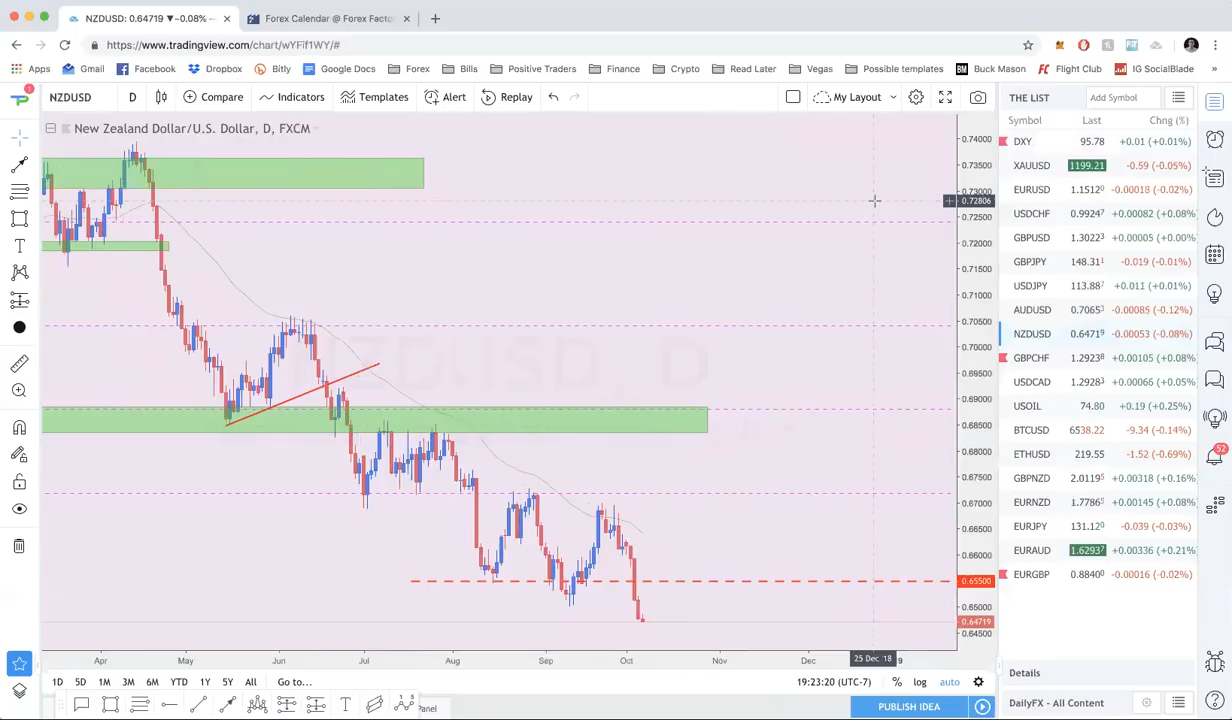 NZDUSD: 0.64719 ▼−0.08% −
Forex Calendar @ Forex Facto
https://www.tradingview.com/chart/wYFif1WY/#
Apps
Gmail
Facebook
Dropbox
Bitly
Google Docs
Forex
Bills
Positive Traders
Finance
Crypto
Read Later
Vegas
Possible templates
BM Buck Mason
FC Flight Club
IG SocialBlade
»
1
NZDUSD
D
Compare
Indicators
Templates
Alert
Replay
My Layout
THE LIST
Add Symbol
New Zealand Dollar/U.S. Dollar, D, FXCM
NZDUSD, D
Symbol Last Chng (%)
DXY 95.78 +0.01 (+0.01%)
XAUUSD 1199.21 -0.59 (-0.05%)
EURUSD 1.15120 -0.00018 (-0.02%)
USDCHF 0.99247 +0.00082 (+0.08%
GBPUSD 1.30223 +0.00005 (+0.00%
GBPJPY 148.311 -0.019 (-0.01%)
USDJPY 113.887 +0.011 (+0.01%)
AUDUSD 0.70653 -0.00085 (-0.12%)
NZDUSD 0.64719 -0.00053 (-0.08%)
GBPCHF 1.29238 +0.00105 (+0.08%
USDCAD 1.29283 +0.00066 (+0.05%
USOIL 74.80 +0.19 (+0.25%)
BTCUSD 6538.22 -9.34 (-0.14%)
ETHUSD 219.55 -1.52 (-0.69%)
GBPNZD 2.01195 +0.00318 (+0.16%
EURNZD 1.77865 +0.00145 (+0.08%
EURJPY 131.120 -0.039 (-0.03%)
EURAUD 1.62937 +0.00336 (+0.21%
EURGBP 0.88400 -0.00016 (-0.02%)
52
0.74000
0.73500
0.73000
0.72806
0.72500
0.72000
0.71500
0.71000
0.70500
0.70000
0.69500
0.69000
0.68500
0.68000
0.67500
0.67000
0.66500
0.66000
0.65500
0.65000
0.64719
0.64500
Apr May Jun Jul Aug Sep Oct Nov Dec 25 Dec. 18 9
1D 5D 1M 3M 6M YTD 1Y 5Y All Go to...
19:23:20 (UTC-7) % log auto
Details
Panel
PUBLISH IDEA
DailyFX - All Content